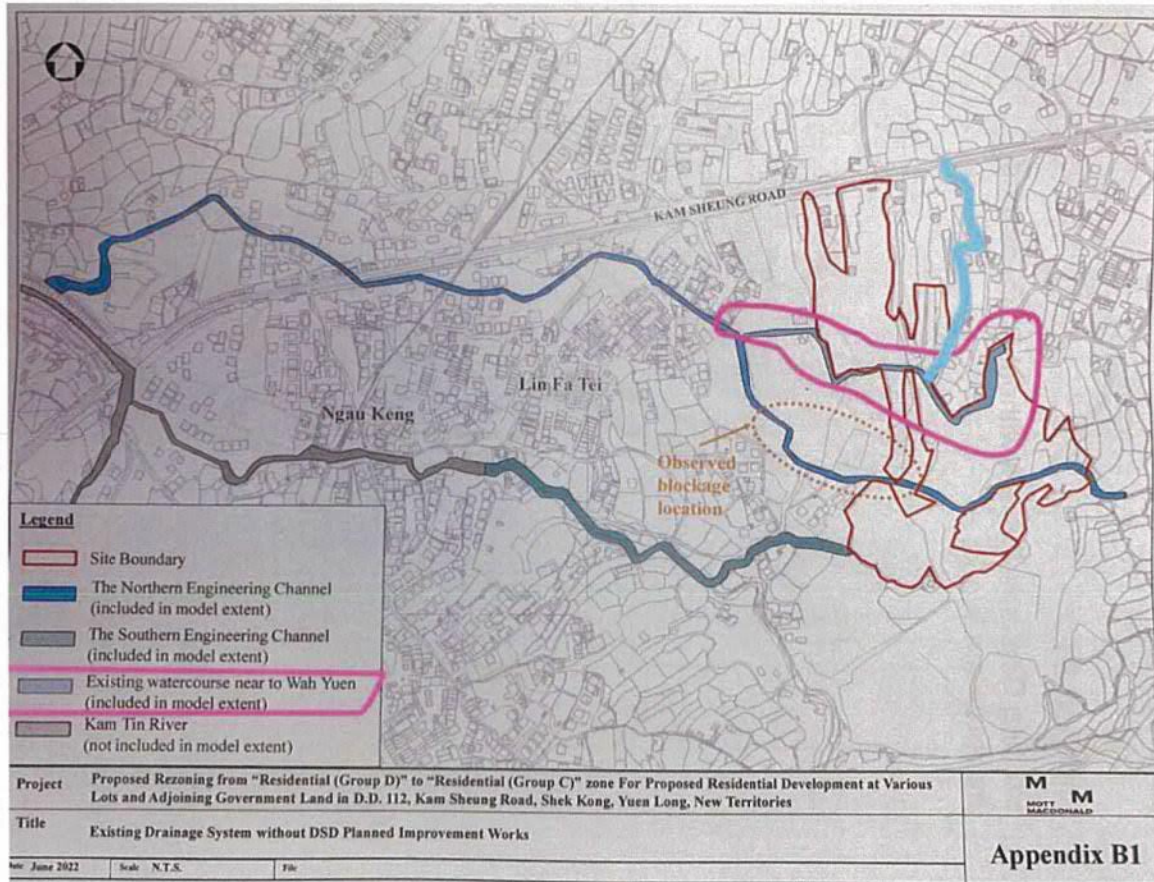 KAM SHEUNG ROAD
Lin Fa Tei
Ngau Keng
Observed
blockage
location
Legend
Site Boundary
The Northern Engineering Channel
(included in model extent)
The Southern Engineering Channel
(included in model extent)
Existing watercourse near to Wah Yuen
(included in model extent)
Kam Tin River
(not included in model extent)
Project Proposed Rezoning from “Residential (Group D)” to “Residential (Group C)” zone For Proposed Residential Development at Various
Lots and Adjoining Government Land in D.D. 112, Kam Sheung Road, Shek Kong, Yuen Long, New Territories
M M
MOTT
MACDONALD
Title Existing Drainage System without DSD Planned Improvement Works
Appendix B1
Date June 2022 Scale N.T.S. File